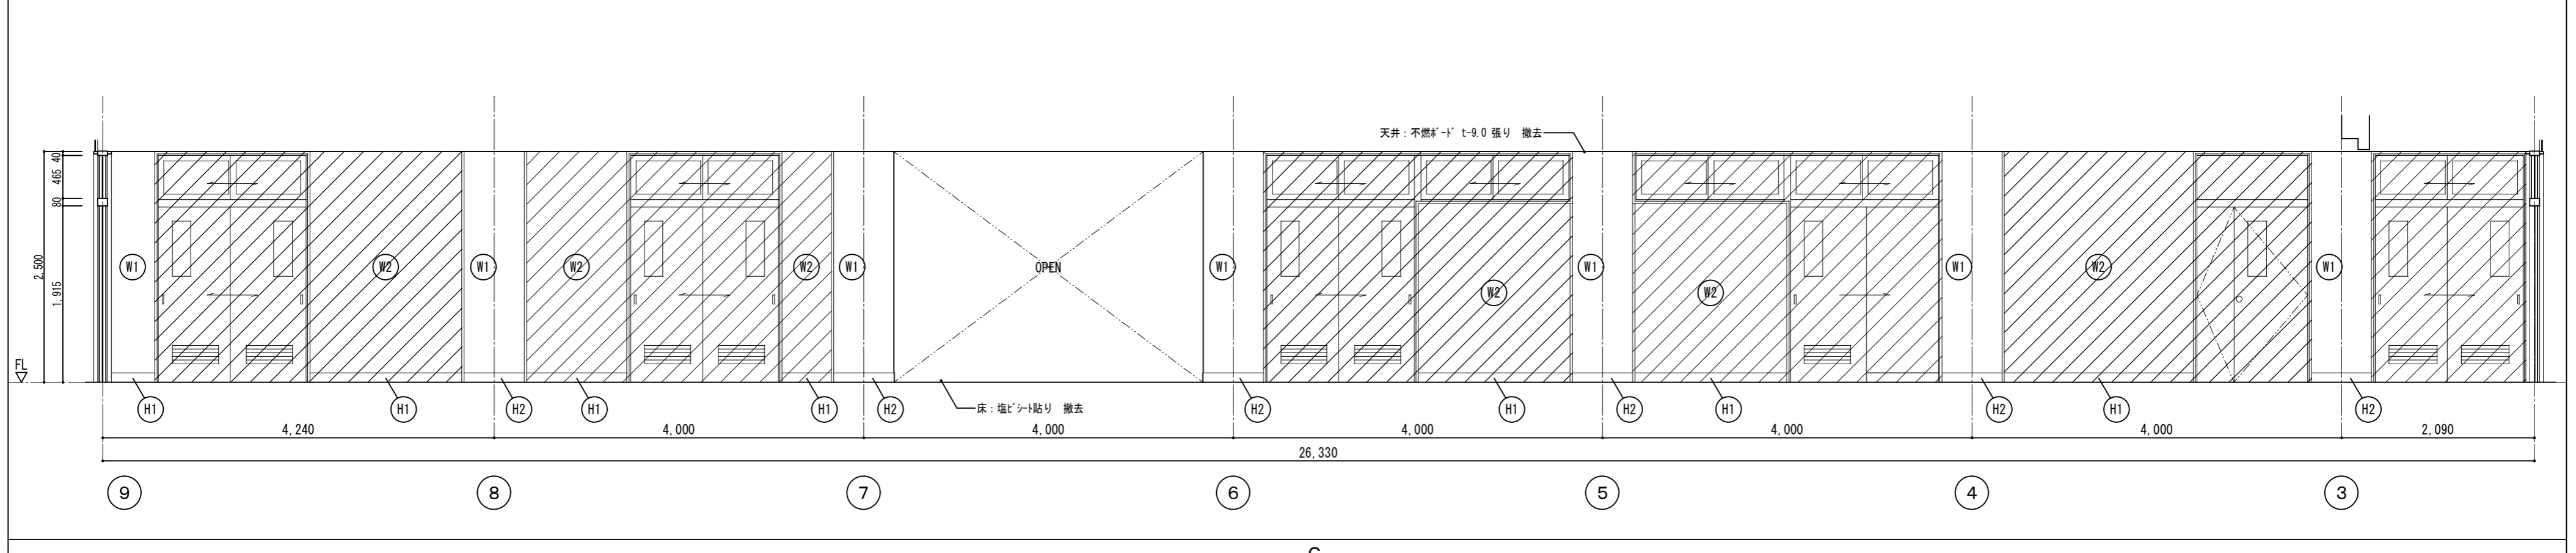 天井：不燃ﾎﾞｰﾄﾞ t-9.0 張り　撤去
40
465
80
1,915
2,500
FL
W1
W2
W1
W2
W2
W1
OPEN
W1
W2
W1
W2
W1
W2
W1
H1
H1
H2
H1
H1
H2
床：塩ﾋﾞｼｰﾄ貼り　撤去
H2
H1
H2
H1
H2
H1
H2
4,240
4,000
4,000
4,000
4,000
4,000
2,090
26,330
9
8
7
6
5
4
3